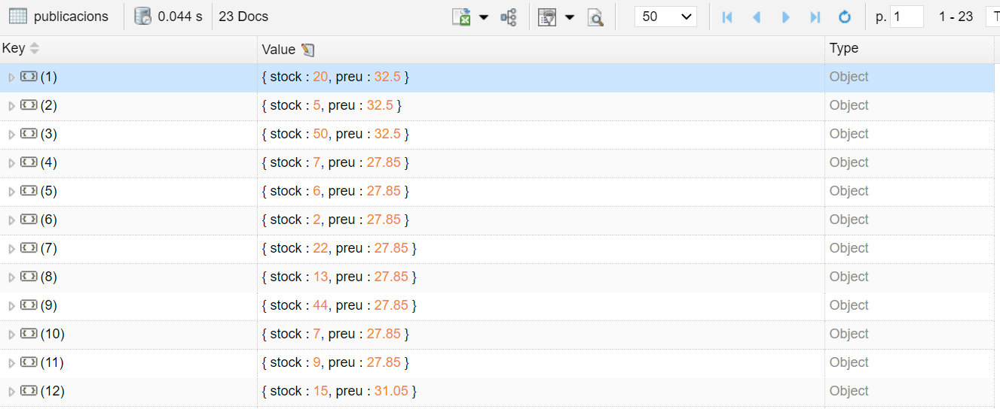 publicacions 0.044 s 23 Docs 50 p. 1 1 - 23 T
Key Value Type
(1) { stock : 20, preu : 32.5 } Object
(2) { stock : 5, preu : 32.5 } Object
(3) { stock : 50, preu : 32.5 } Object
(4) { stock : 7, preu : 27.85 } Object
(5) { stock : 6, preu : 27.85 } Object
(6) { stock : 2, preu : 27.85 } Object
(7) { stock : 22, preu : 27.85 } Object
(8) { stock : 13, preu : 27.85 } Object
(9) { stock : 44, preu : 27.85 } Object
(10) { stock : 7, preu : 27.85 } Object
(11) { stock : 9, preu : 27.85 } Object
(12) { stock : 15, preu : 31.05 } Object